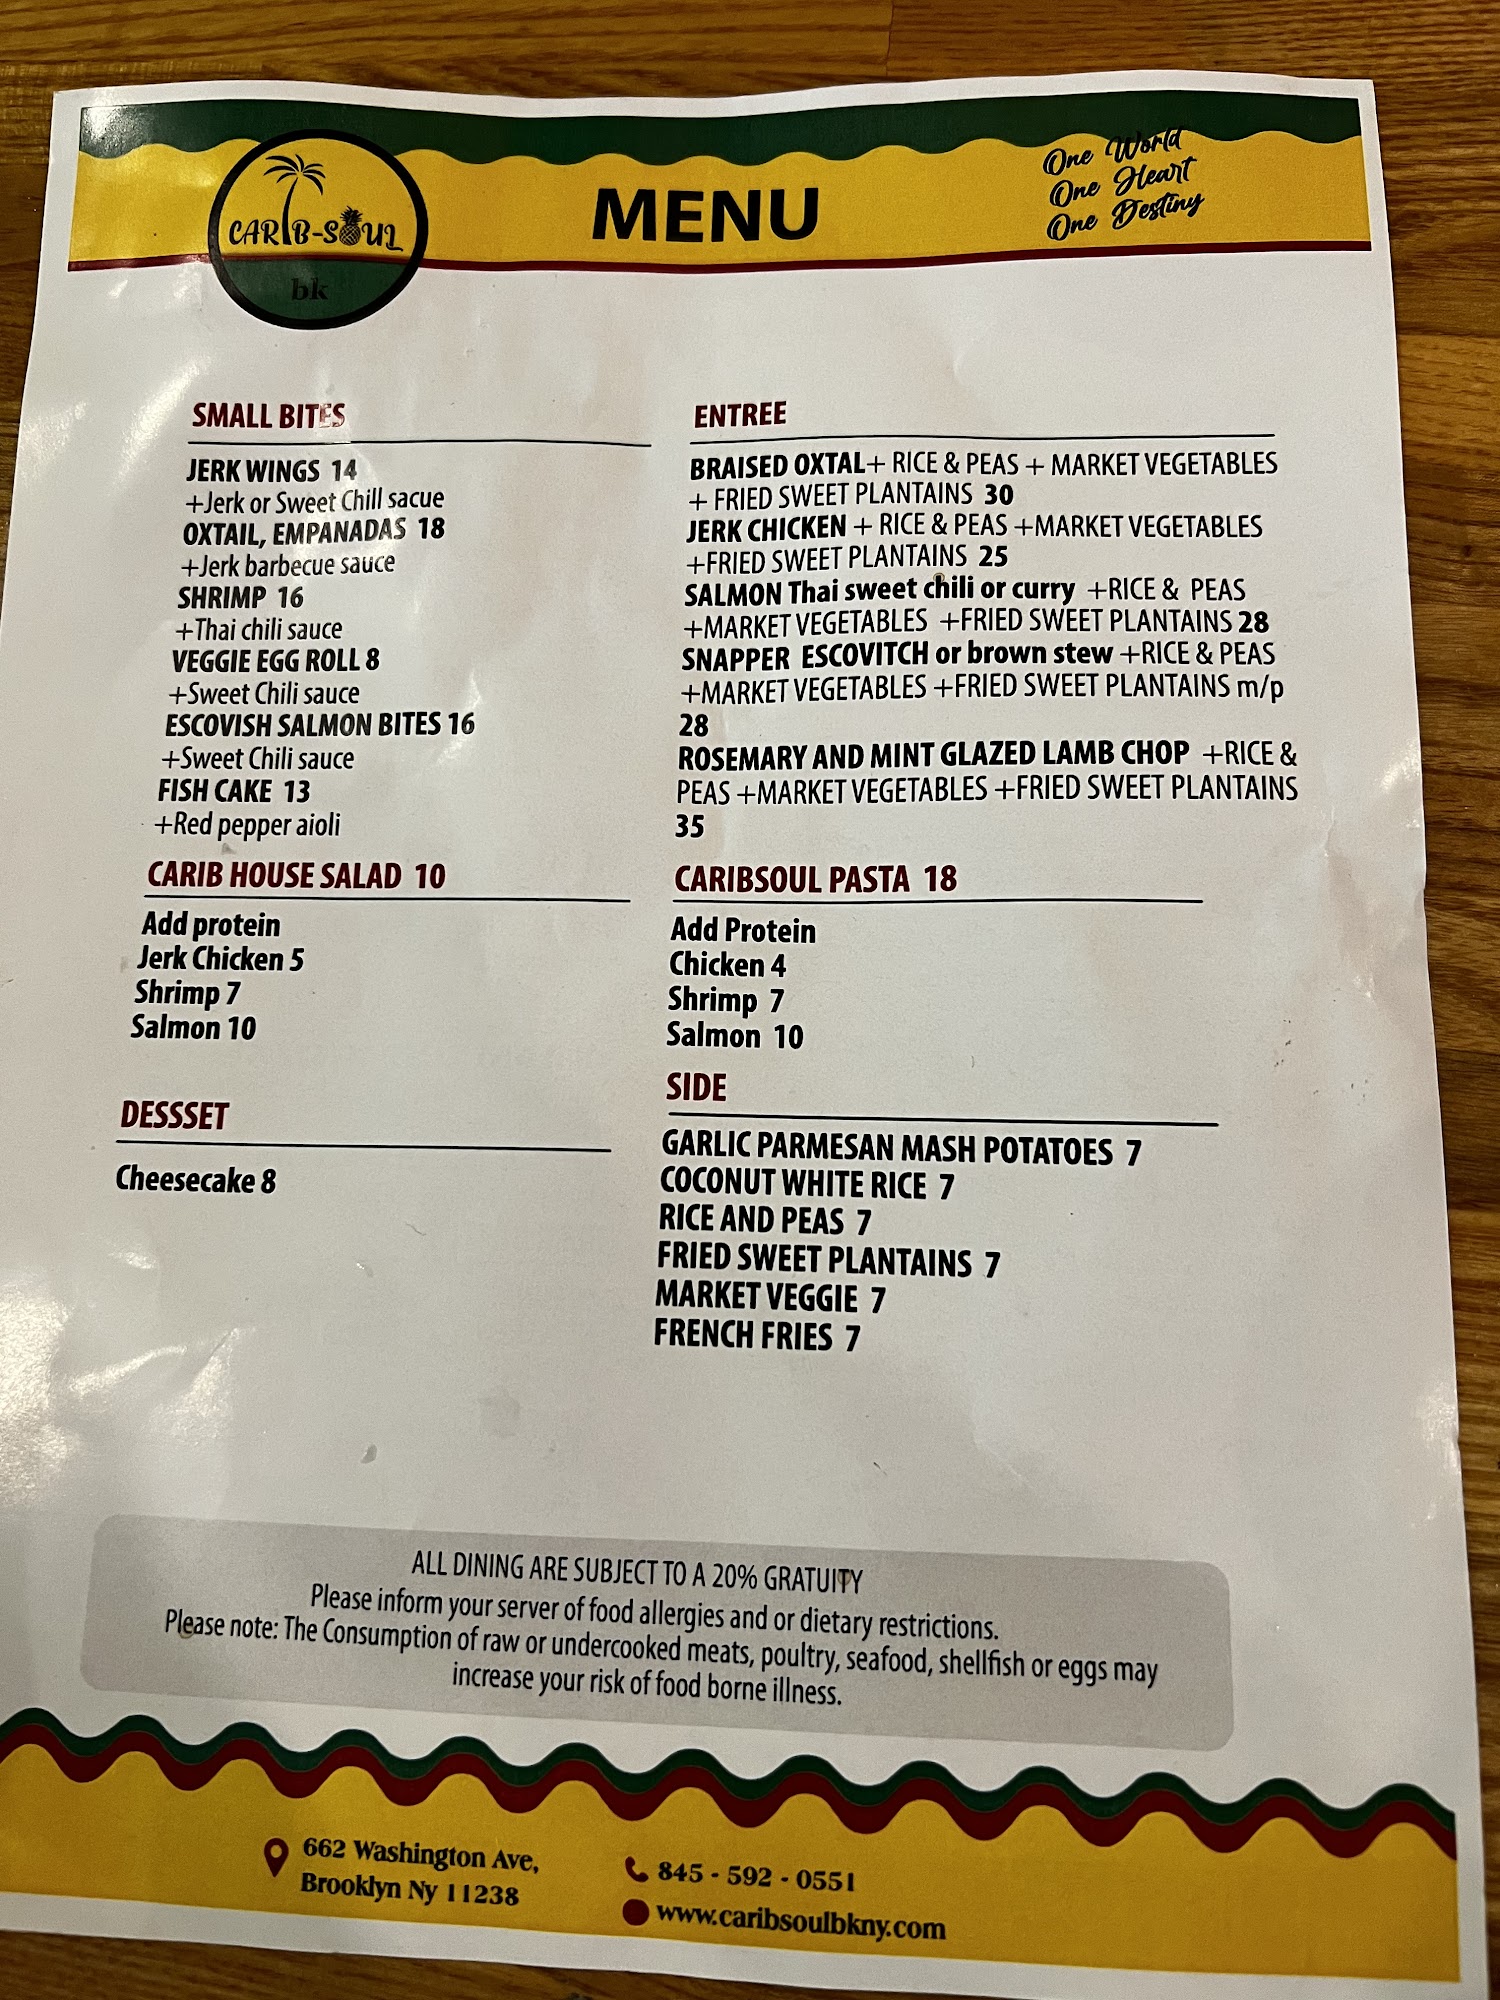 CARIB-SOUL
bk
MENU
One World
One Heart
One Destiny
SMALL BITES
JERK WINGS 14
+Jerk or Sweet Chill sacue
OXTAIL, EMPANADAS 18
+Jerk barbecue sauce
SHRIMP 16
+Thai chili sauce
VEGGIE EGG ROLL 8
+Sweet Chili sauce
ESCOVISH SALMON BITES 16
+Sweet Chili sauce
FISH CAKE 13
+Red pepper aioli
CARIB HOUSE SALAD 10
Add protein
Jerk Chicken 5
Shrimp 7
Salmon 10
DESSSET
Cheesecake 8
ENTREE
BRAISED OXTAL+ RICE & PEAS + MARKET VEGETABLES
+ FRIED SWEET PLANTAINS 30
JERK CHICKEN + RICE & PEAS +MARKET VEGETABLES
+FRIED SWEET PLANTAINS 25
SALMON Thai sweet chili or curry +RICE & PEAS
+MARKET VEGETABLES +FRIED SWEET PLANTAINS 28
SNAPPER ESCOVITCH or brown stew +RICE & PEAS
+MARKET VEGETABLES +FRIED SWEET PLANTAINS m/p
28
ROSEMARY AND MINT GLAZED LAMB CHOP +RICE &
PEAS +MARKET VEGETABLES +FRIED SWEET PLANTAINS
35
CARIBSOUL PASTA 18
Add Protein
Chicken 4
Shrimp 7
Salmon 10
SIDE
GARLIC PARMESAN MASH POTATOES 7
COCONUT WHITE RICE 7
RICE AND PEAS 7
FRIED SWEET PLANTAINS 7
MARKET VEGGIE 7
FRENCH FRIES 7
ALL DINING ARE SUBJECT TO A 20% GRATUITY
Please inform your server of food allergies and or dietary restrictions.
Please note: The Consumption of raw or undercooked meats, poultry, seafood, shellfish or eggs may
increase your risk of food borne illness.
662 Washington Ave,
Brooklyn Ny 11238
845 - 592 - 0551
www.caribsoulbkny.com